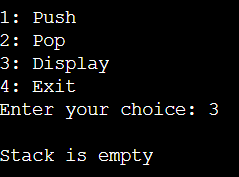 1: Push
2: Pop
3: Display
4: Exit
Enter your choice: 3
Stack is empty